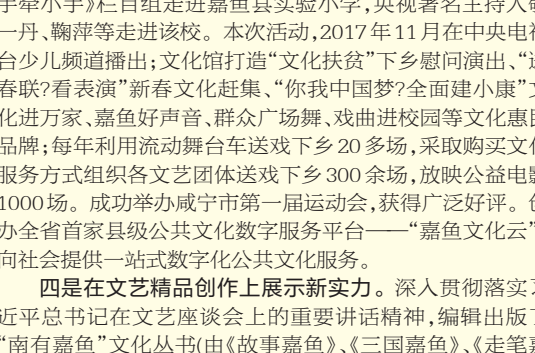 手牵小手》栏目组走进嘉鱼县实验小学,央视著名主持人
一丹、鞠萍等走进该校。本次活动,2017年11月在中央电视
台少儿频道播出;文化馆打造“文化扶贫”下乡慰问演出、“
春联?看表演”新春文化赶集、“你我中国梦?全面建小康”文
化进万家、嘉鱼好声音、群众广场舞、戏曲进校园等文化惠民
品牌;每年利用流动舞台车送戏下乡20多场,采取购买文化
服务方式组织各文艺团体送戏下乡300余场,放映公益电影
1000场。成功举办咸宁市第一届运动会,获得广泛好评。创
办全省首家县级公共文化数字服务平台——“嘉鱼文化云”
向社会提供一站式数字化公共文化服务。
四是在文艺精品创作上展示新实力。深入贯彻落实习
近平总书记在文艺座谈会上的重要讲话精神,编辑出版了
“南有嘉鱼”文化丛书(由《故事嘉鱼》、《三国嘉鱼》、《走笔嘉